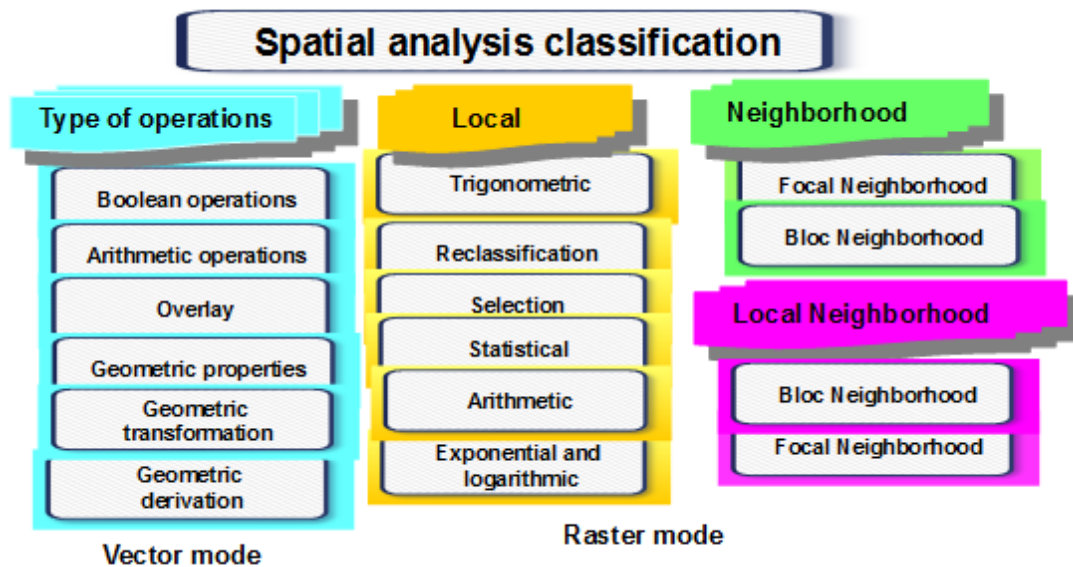 Spatial analysis classification
Type of operations
Boolean operations
Arithmetic operations
Overlay
Geometric properties
Geometric
transformation
Geometric
derivation
Vector mode
Local
Trigonometric
Reclassification
Selection
Statistical
Arithmetic
Exponential and
logarithmic
Neighborhood
Focal Neighborhood
Bloc Neighborhood
Local Neighborhood
Bloc Neighborhood
Focal Neighborhood
Raster mode